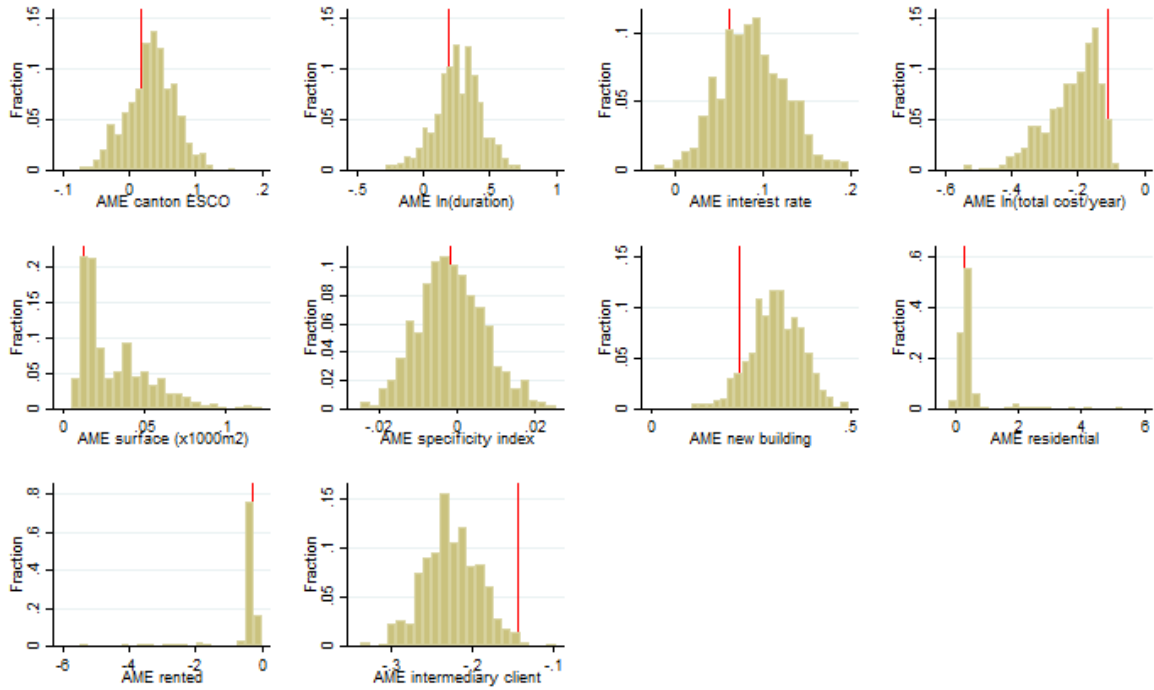 Fraction
0 .05 .1 .15
-.1 0 .1 .2
AME canton ESCO
Fraction
0 .05 .1 .15
-.5 0 .5 1
AME ln(duration)
Fraction
0 .05 .1
0 .1 .2
AME interest rate
Fraction
0 .05 .1 .15
-.6 -.4 -.2 0
AME ln(total cost/year)
Fraction
0 .05 .1 .15 .2
0 .05 .1
AME surface (x1000m2)
Fraction
0 .02 .04 .06 .08 .1
-.02 0 .02
AME specificity index
Fraction
0 .05 .1 .15
0 .5
AME new building
Fraction
0 .2 .4 .6
0 2 4 6
AME residential
Fraction
0 .2 .4 .6 .8
-6 -4 -2 0
AME rented
Fraction
0 .05 .1 .15
-.3 -.2 -.1
AME intermediary client